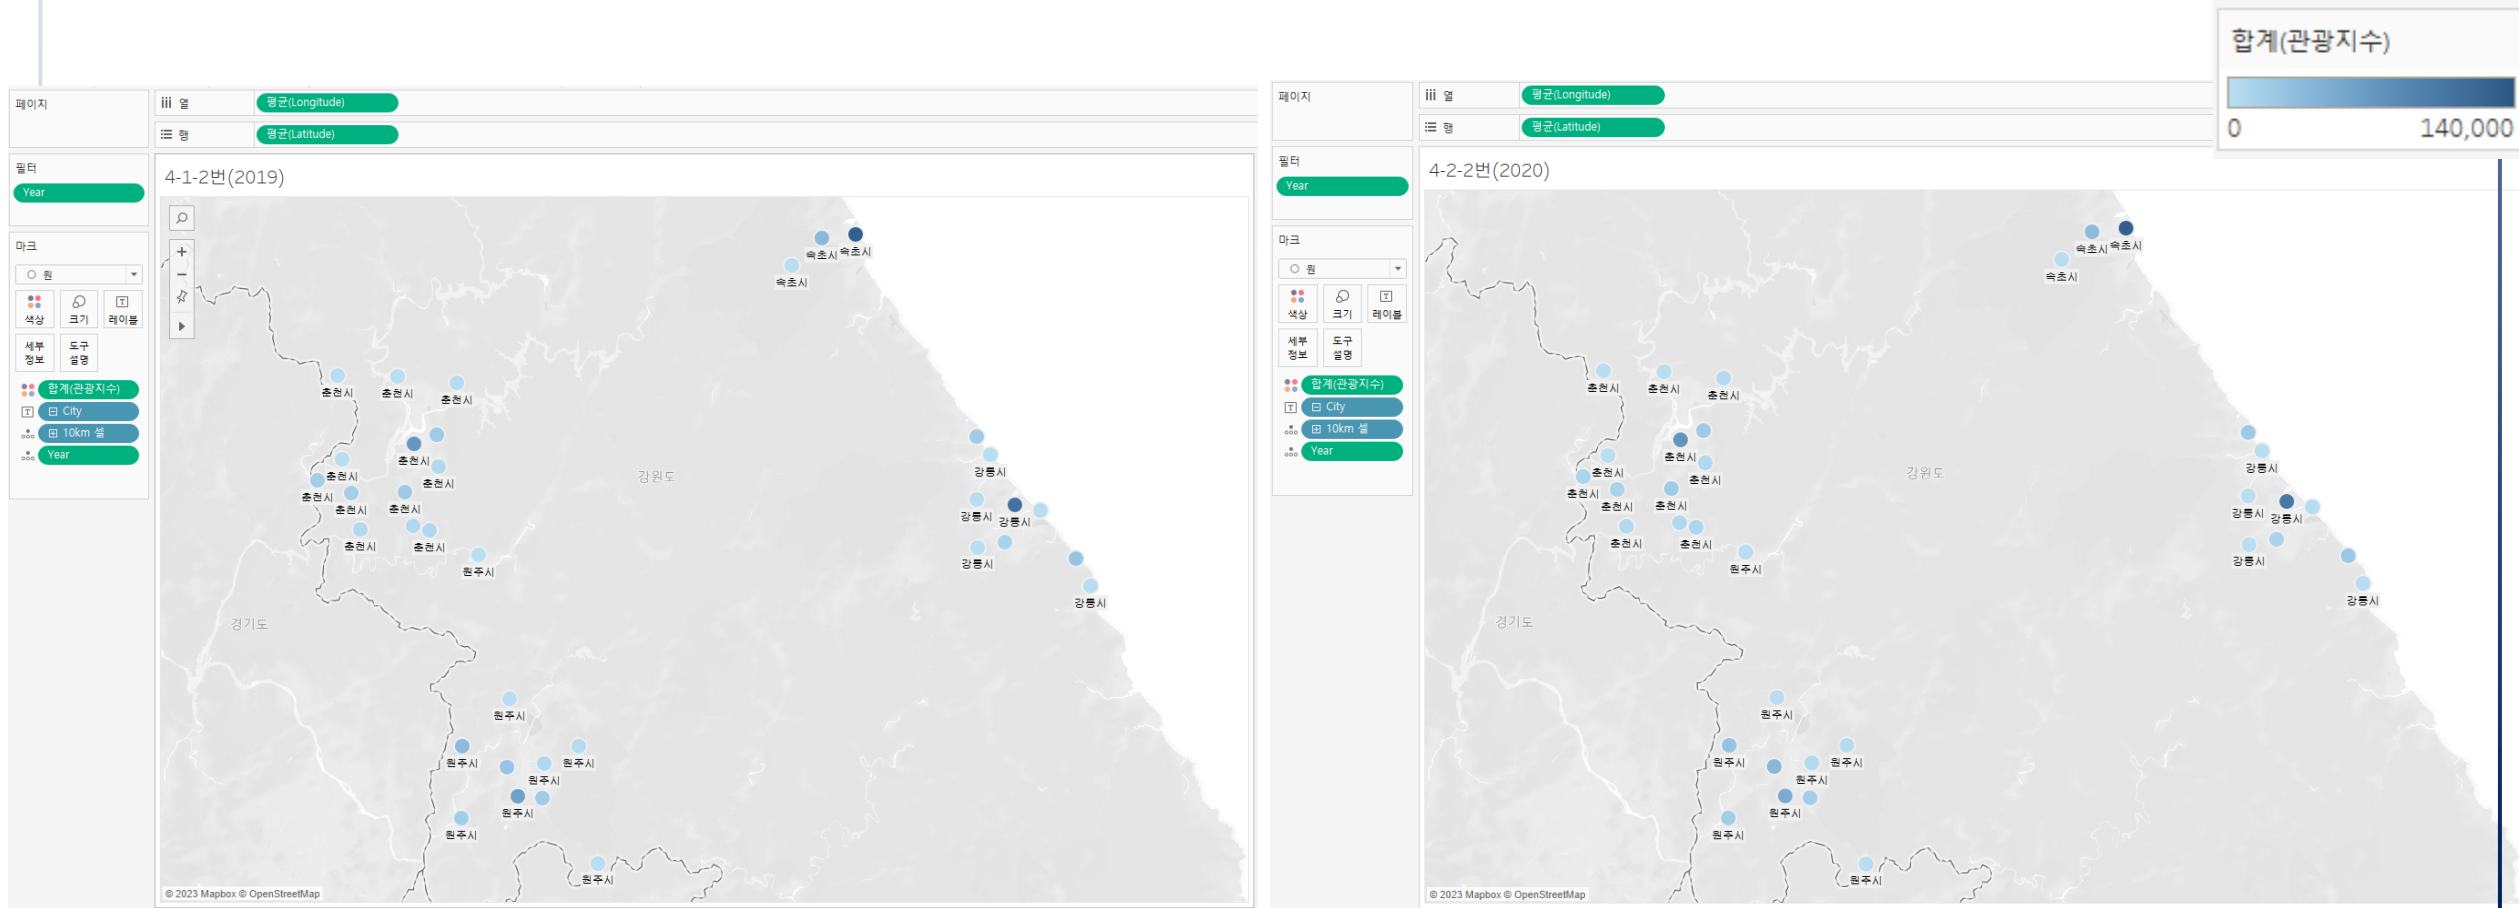 합계(관광지수)
0 140,000
페이지
iii 열 평균(Longitude)
행 평균(Latitude)
필터
Year
마크
원
색상 크기 레이블
세부 정보 도구 설명
합계(관광지수)
City
10km 셀
Year
4-1-2번(2019)
속초시 속초시
속초시
춘천시 춘천시 춘천시
춘천시
춘천시 춘천시
춘천시
춘천시 춘천시
춘천시 춘천시
원주시
강원도
강릉시
강릉시 강릉시
강릉시
강릉시
경기도
원주시
원주시 원주시
원주시
원주시
원주시
원주시
© 2023 Mapbox © OpenStreetMap
페이지
iii 열 평균(Longitude)
행 평균(Latitude)
필터
Year
마크
원
색상 크기 레이블
세부 정보 도구 설명
합계(관광지수)
City
10km 셀
Year
4-2-2번(2020)
속초시 속초시
속초시
춘천시 춘천시 춘천시
춘천시
춘천시 춘천시
춘천시
춘천시 춘천시
춘천시 춘천시
원주시
강원도
강릉시
강릉시 강릉시
강릉시
강릉시
경기도
원주시
원주시 원주시
원주시
원주시
원주시
원주시
© 2023 Mapbox © OpenStreetMap